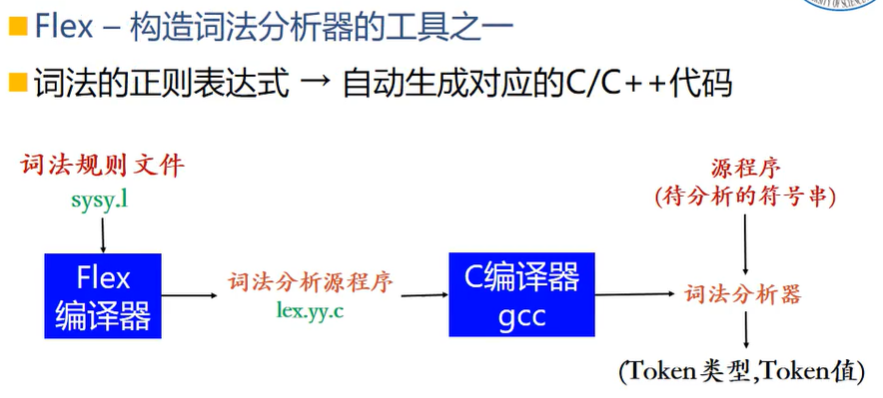 Flex – 构造词法分析器的工具之一
词法的正则表达式 → 自动生成对应的C/C++代码
词法规则文件
sysy.l
Flex
编译器
词法分析源程序
lex.yy.c
C编译器
gcc
源程序
(待分析的符号串)
词法分析器
(Token类型,Token值)